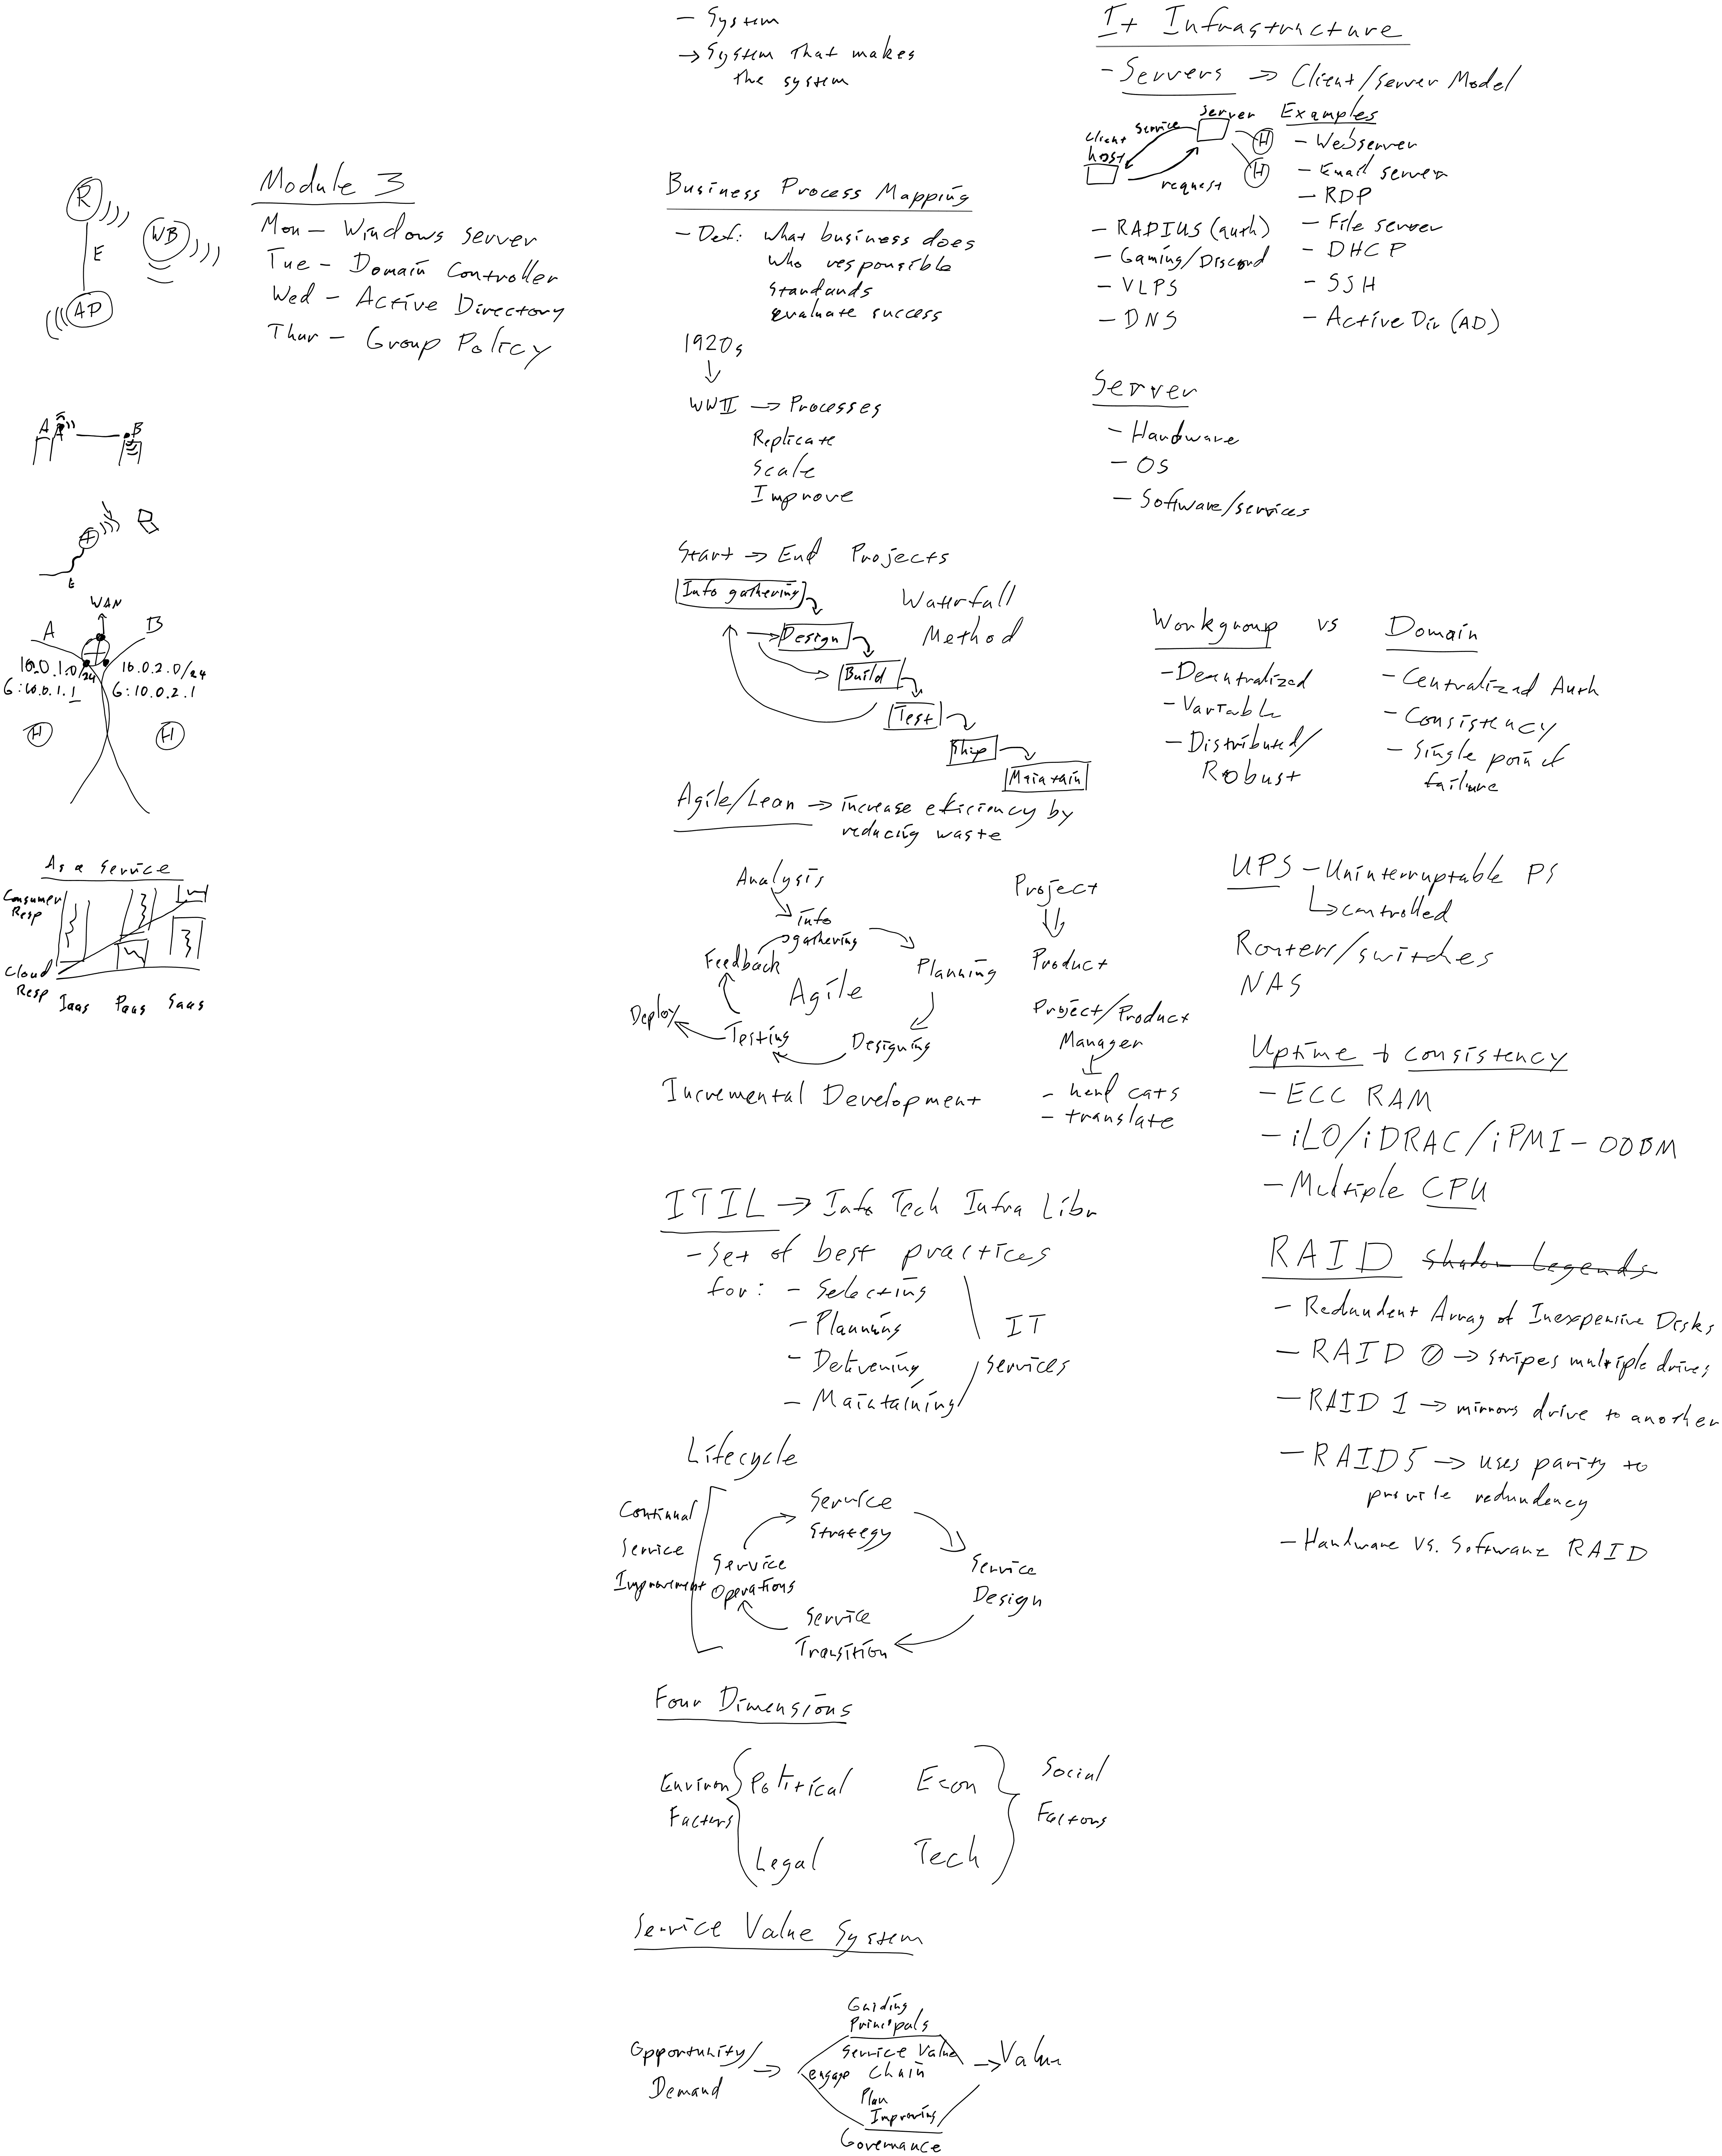 R
WB
E
AP
Module 3
Mon - Windows server
Tue - Domain Controller
Wed - Active Directory
Thur - Group Policy
A
B
E
WAN
A
B
10.0.1.0/24
10.0.2.0/24
G:10.0.1.1
G:10.0.2.1
H
H
As a Service
Consumer
Resp
Cloud
Resp
Iaas Paas Saas
- System
→ System that makes
the system
Business Process Mapping
- Def: What business does
Who responsible
Standards
evaluate success
1920s
WWII → Processes
Replicate
Scale
Improve
Start → End Projects
Info gathering
Waterfall
Method
Design
Build
Test
Ship
Maintain
Agile/Lean → increase eficiency by
reducing waste
Analysis
info
gathering
Feedback
Planning
Agile
Deploy
Testing
Designing
Incremental Development
Project
Product
Project/Product
Manager
- herd cats
- translate
ITIL → Info Tech Infra Libr
- Set of best practices
for: - Selecting
- Planning
- Delivering
- Maintaining
IT
services
Lifecycle
Continual
Service
Improvement
Service
Strategy
Service
Operations
Service
Design
Service
Transition
Four Dimensions
Environ
Factors
Political
Econ
Social
Factors
Legal
Tech
Service Value System
Guiding
Principals
Opportunity/
Demand
Service Value
engage Chain
→ Value
Plan
Improving
Governance
It Infrastructure
- Servers → Client/Server Model
Server
Service
Client
host
request
H
H
Examples
- Webserver
- Email server
- RDP
- File server
- DHCP
- SSH
- Active Dir (AD)
- RADIUS (auth)
- Gaming/Discord
- VLPS
- DNS
Server
- Hardware
- OS
- Software/services
Workgroup vs Domain
- Decentralized
- Variable
- Distributed/
Robust
- Centralized Auth
- Consistency
- Single point of
failure
UPS - Uninterruptable PS
controlled
Routers/switches
NAS
Uptime + consistency
- ECC RAM
- iLO/iDRAC/iPMI - OOBM
- Multiple CPU
RAID Shadow Legends
- Redundent Array of Inexpensive Disks
- RAID 0 → stripes multiple drives
- RAID 1 → mirrors drive to another
- RAID 5 → uses parity to
provile redundency
- Hardware vs. Software RAID